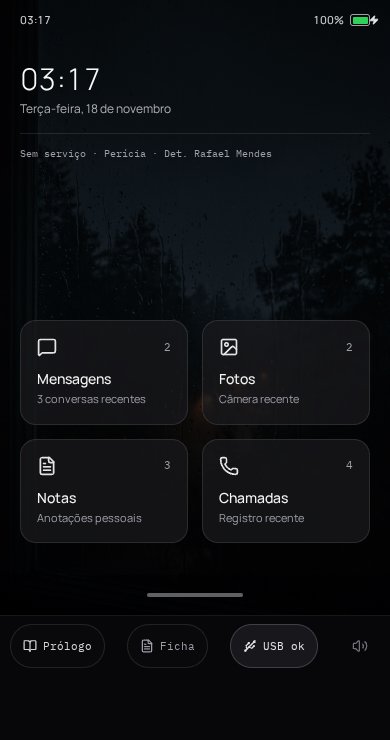 03:17
100%
03:17
Terça-feira, 18 de novembro
Sem serviço · Perícia · Det. Rafael Mendes
2
Mensagens
3 conversas recentes
2
Fotos
Câmera recente
3
Notas
Anotações pessoais
4
Chamadas
Registro recente
Prólogo
Ficha
USB ok